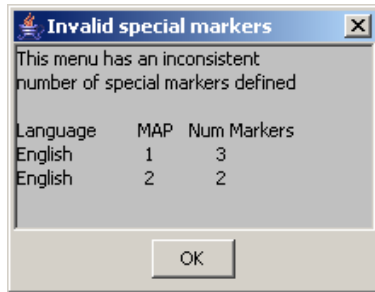 Invalid special markers
This menu has an inconsistent
number of special markers defined
Language MAP Num Markers
English 1 3
English 2 2
OK